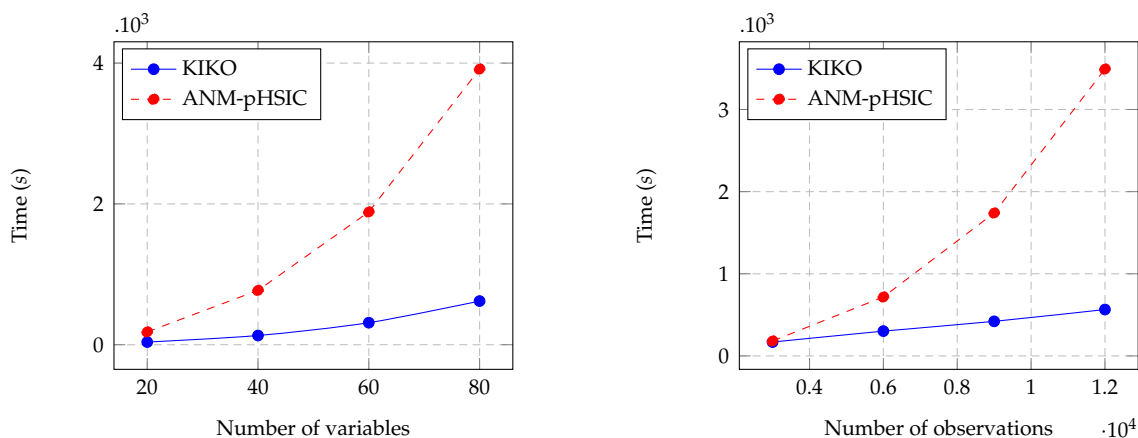 .10³
4
2
0
20 40 60 80
Time (s)
Number of variables
KIKO
ANM-pHSIC
.10³
3
2
1
0
0.4 0.6 0.8 1 1.2
Time (s)
Number of observations ·10⁴
KIKO
ANM-pHSIC